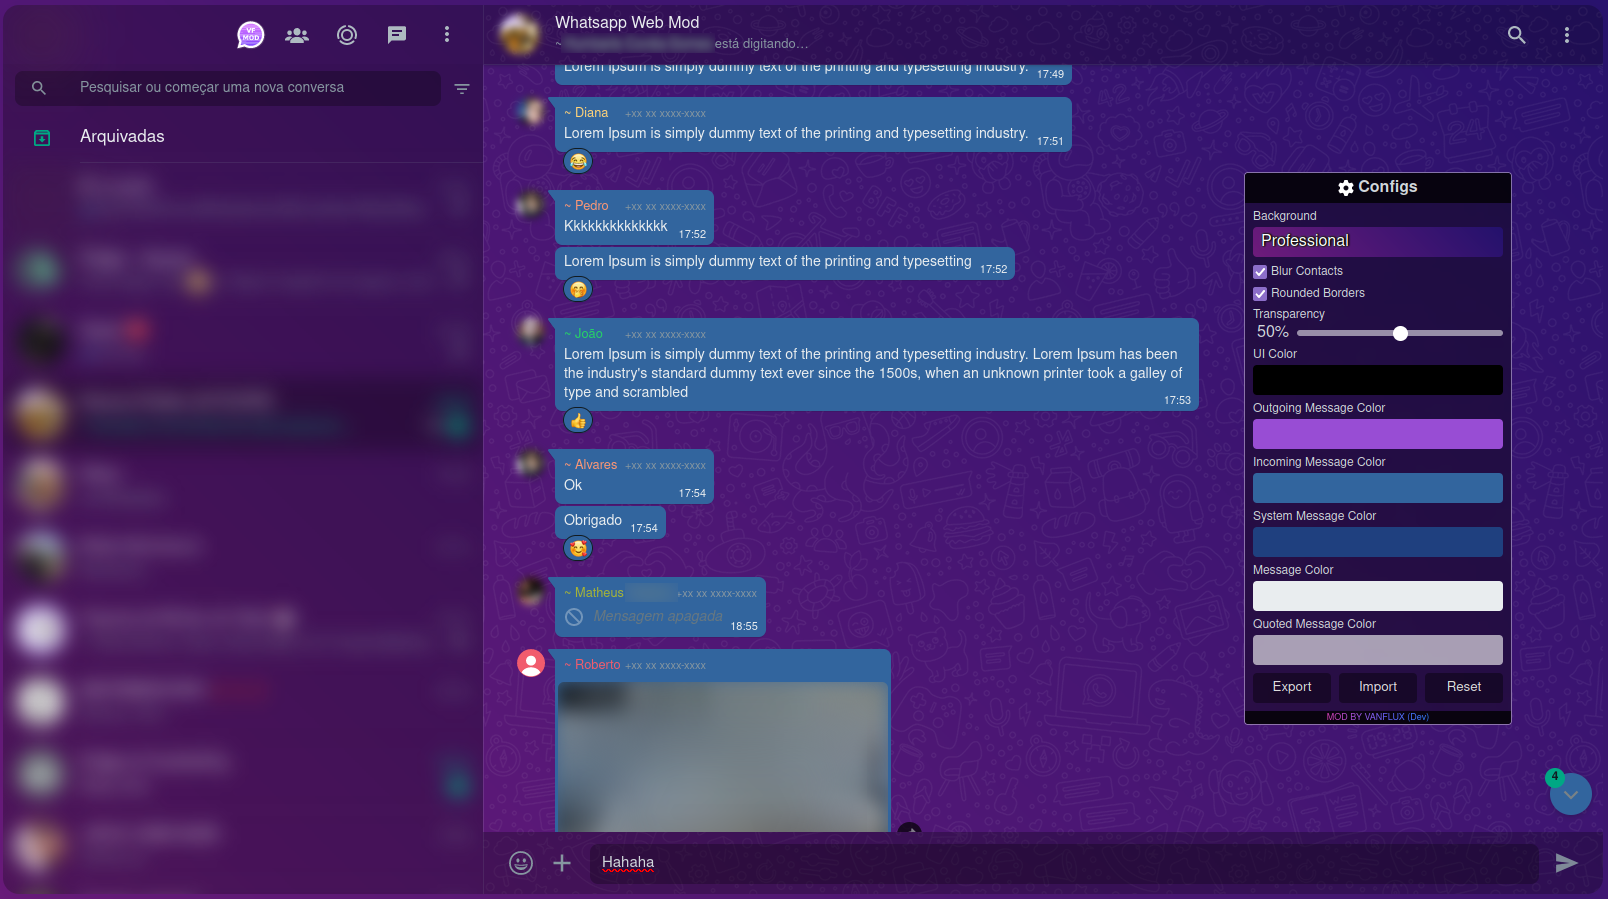 VF
MOD
Pesquisar ou começar uma nova conversa
Arquivadas
Whatsapp Web Mod
~
está digitando…
Lorem Ipsum is simply dummy text of the printing and typesetting industry.
17:49
~ Diana +xx xx xxxx-xxxx
Lorem Ipsum is simply dummy text of the printing and typesetting industry.
17:51
~ Pedro +xx xx xxxx-xxxx
Kkkkkkkkkkkkkk
17:52
Lorem Ipsum is simply dummy text of the printing and typesetting
17:52
~ João +xx xx xxxx-xxxx
Lorem Ipsum is simply dummy text of the printing and typesetting industry. Lorem Ipsum has been
the industry's standard dummy text ever since the 1500s, when an unknown printer took a galley of
type and scrambled
17:53
~ Alvares +xx xx xxxx-xxxx
Ok
17:54
Obrigado
17:54
~ Matheus +xx xx xxxx-xxxx
Mensagem apagada
18:55
~ Roberto +xx xx xxxx-xxxx
Hahaha
4
Configs
Background
Professional
Blur Contacts
Rounded Borders
Transparency
50%
UI Color
Outgoing Message Color
Incoming Message Color
System Message Color
Message Color
Quoted Message Color
Export Import Reset
MOD BY VANFLUX (Dev)